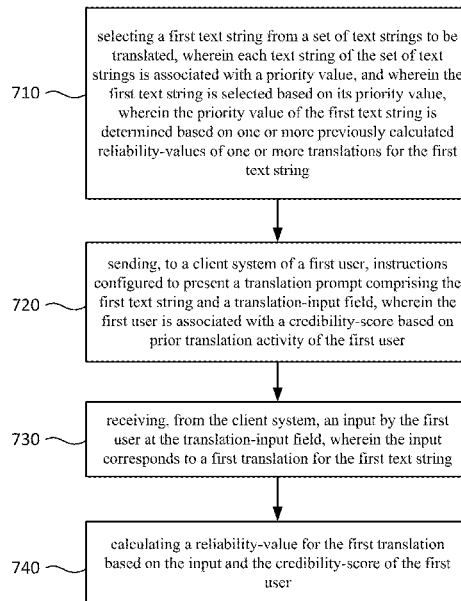 710
selecting a first text string from a set of text strings to be
translated, wherein each text string of the set of text
strings is associated with a priority value, and wherein the
first text string is selected based on its priority value,
wherein the priority value of the first text string is
determined based on one or more previously calculated
reliability-values of one or more translations for the first
text string
720
sending, to a client system of a first user, instructions
configured to present a translation prompt comprising the
first text string and a translation-input field, wherein the
first user is associated with a credibility-score based on
prior translation activity of the first user
730
receiving, from the client system, an input by the first
user at the translation-input field, wherein the input
corresponds to a first translation for the first text string
740
calculating a reliability-value for the first translation
based on the input and the credibility-score of the first
user